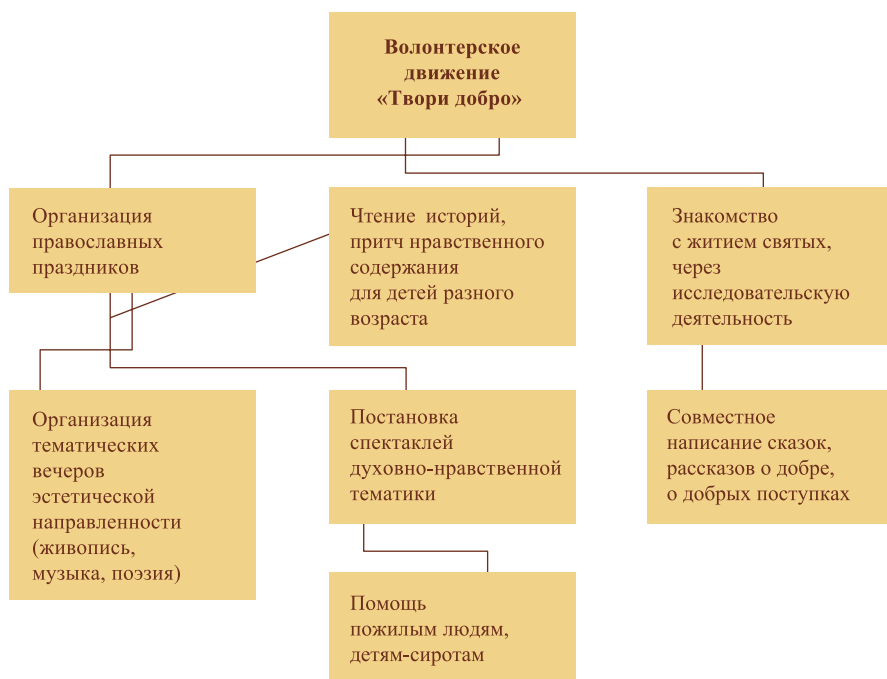 Волонтерское
движение
«Твори добро»
Организация
православных
праздников
Чтение историй,
притч нравственного
содержания
для детей разного
возраста
Знакомство
с житием святых,
через
исследовательскую
деятельность
Организация
тематических
вечеров
эстетической
направленности
(живопись,
музыка, поэзия)
Постановка
спектаклей
духовно-нравственной
тематики
Совместное
написание сказок,
рассказов о добре,
о добрых поступках
Помощь
пожилым людям,
детям-сиротам